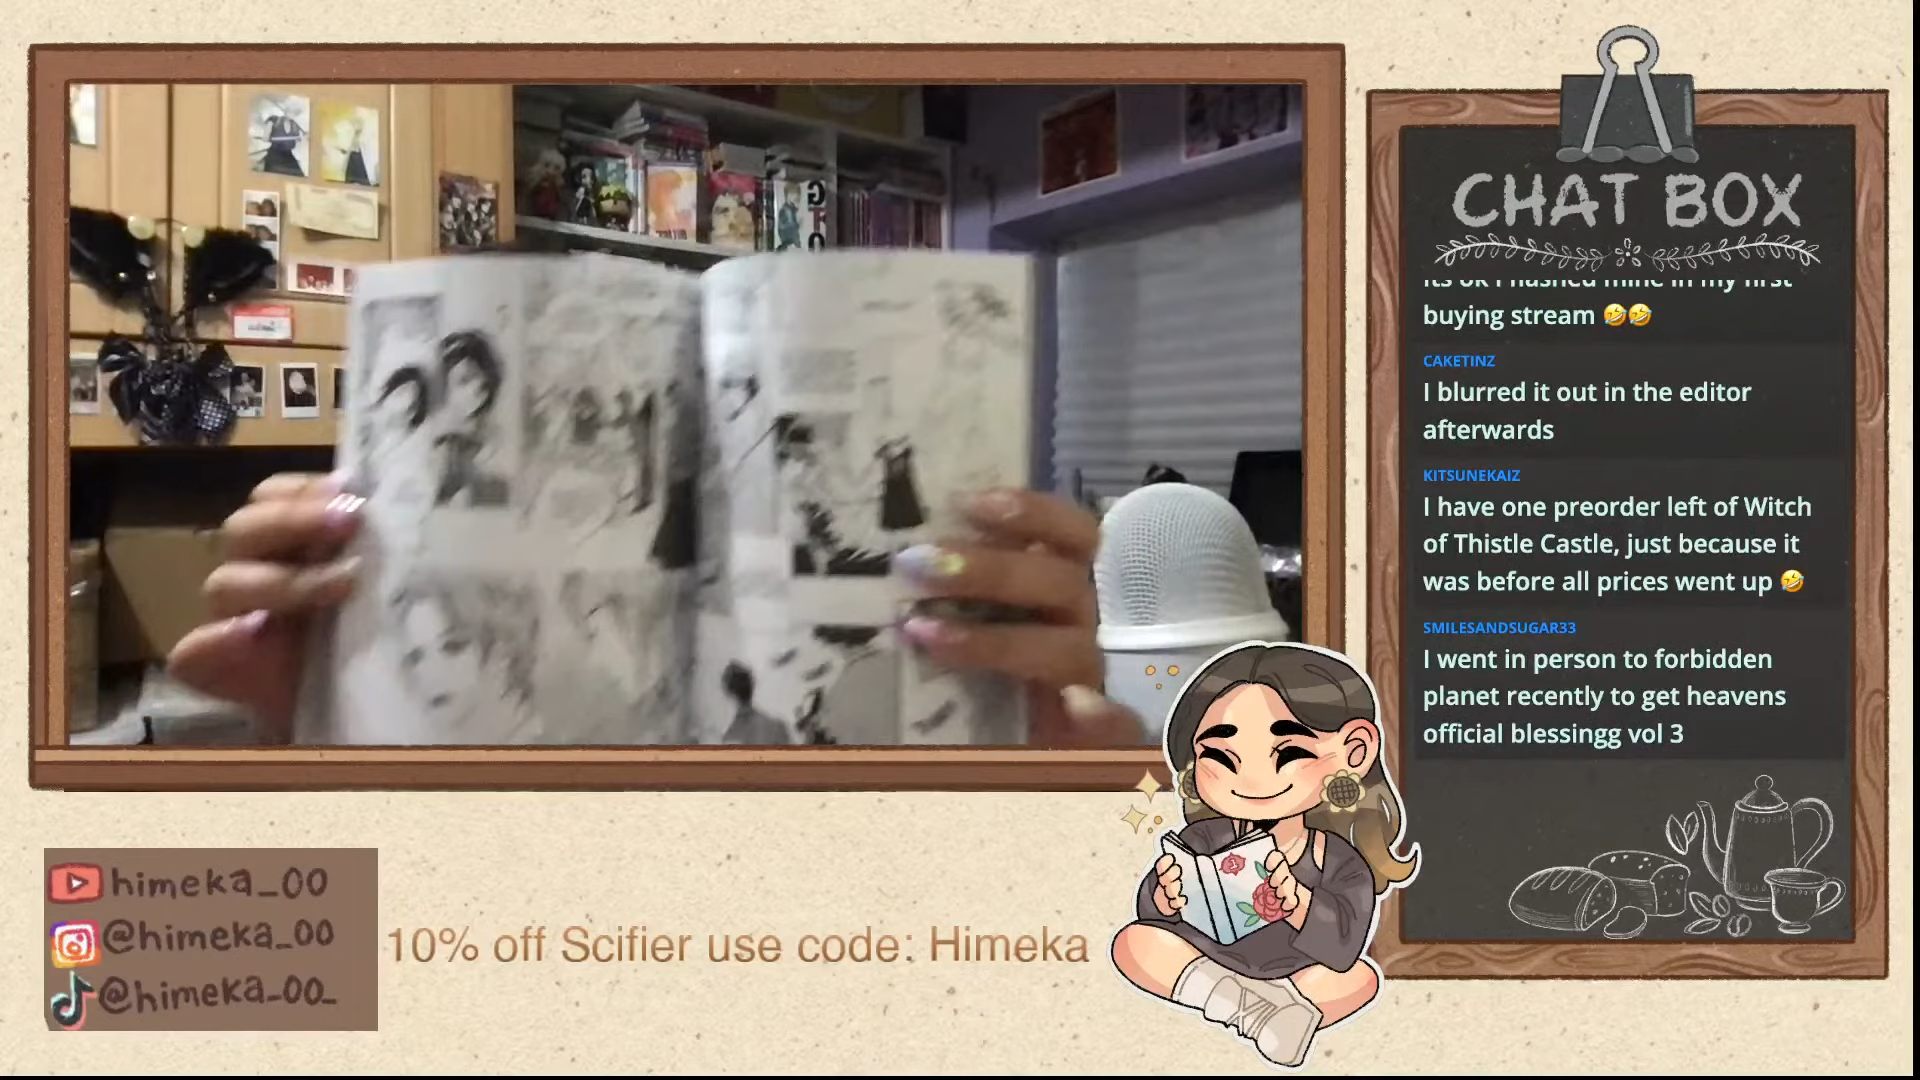 CHAT BOX
buying stream 🤣🤣
CAKETINZ
I blurred it out in the editor
afterwards
KITSUNEKAIZ
I have one preorder left of Witch
of Thistle Castle, just because it
was before all prices went up 🤣
SMILESANDSUGAR33
I went in person to forbidden
planet recently to get heavens
official blessingg vol 3
himeka_00
@himeka_00
@himeka_00_
10% off Scifier use code: Himeka